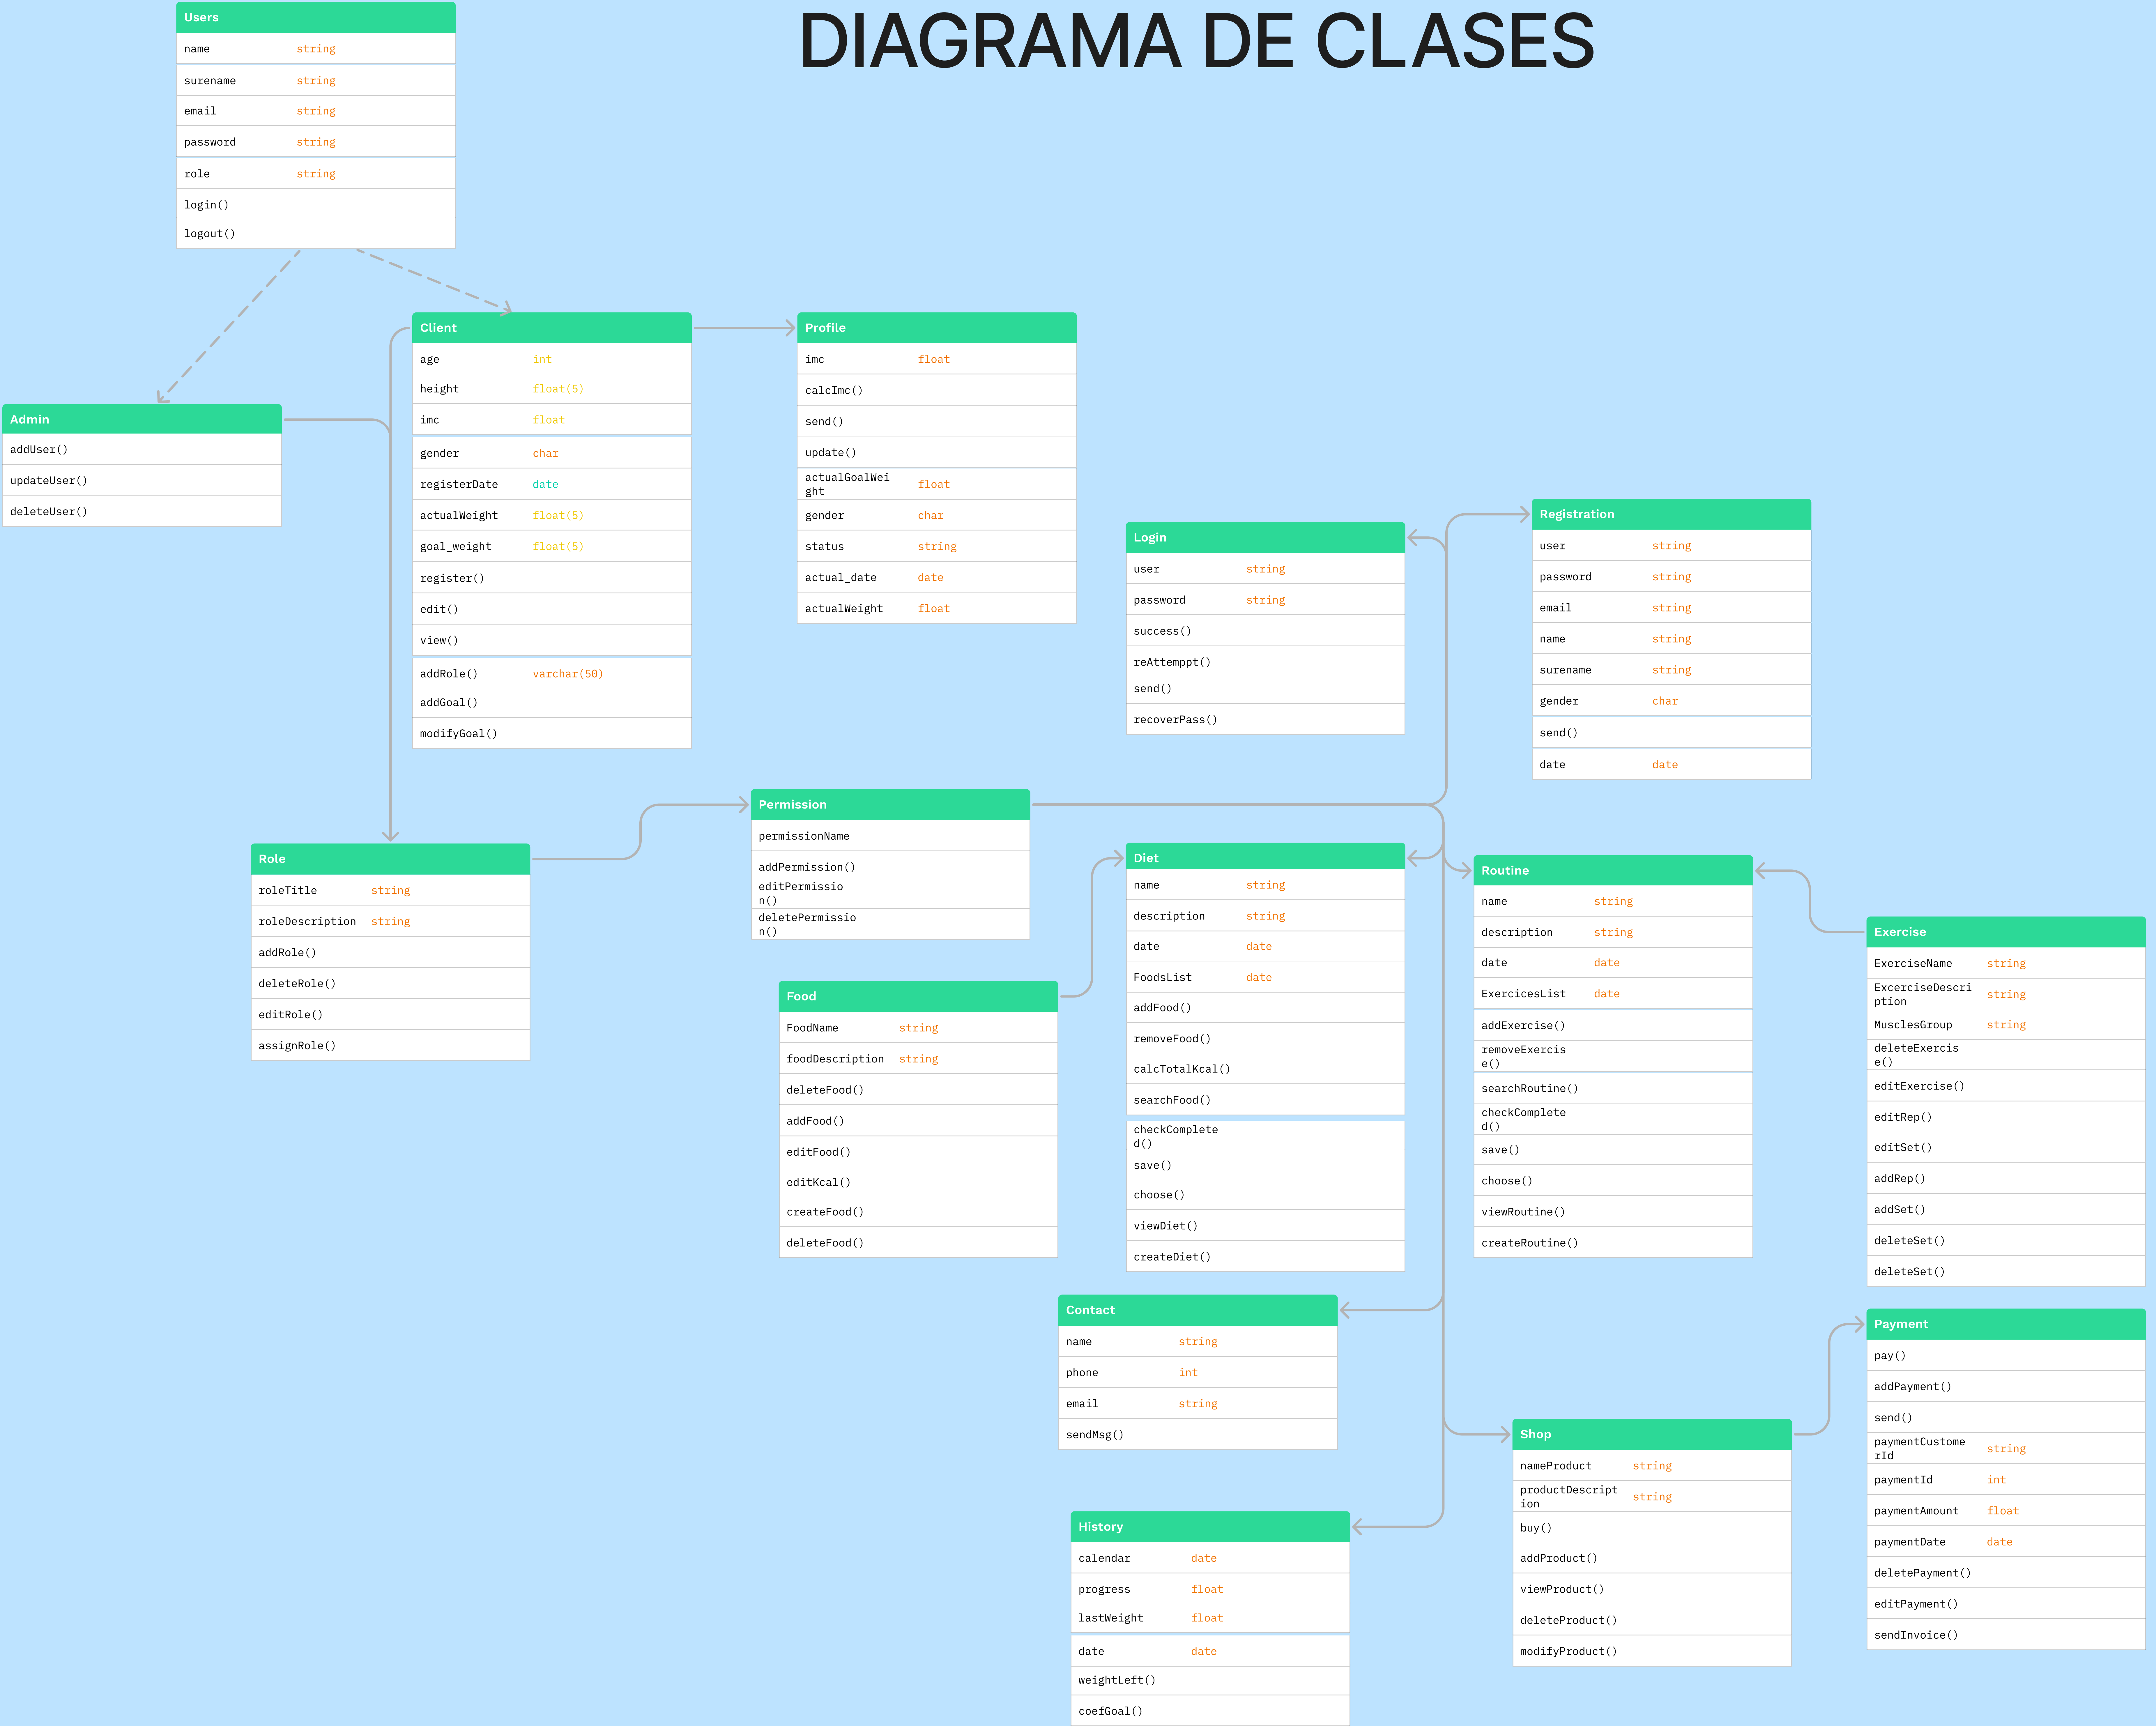 DIAGRAMA DE CLASES
Users
name string
surename string
email string
password string
role string
login()
logout()
Admin
addUser()
updateUser()
deleteUser()
Client
age int
height float(5)
imc float
gender char
registerDate date
actualWeight float(5)
goal_weight float(5)
register()
edit()
view()
addRole() varchar(50)
addGoal()
modifyGoal()
Profile
imc float
calcImc()
send()
update()
actualGoalWei
ght float
gender char
status string
actual_date date
actualWeight float
Login
user string
password string
success()
reAttemppt()
send()
recoverPass()
Registration
user string
password string
email string
name string
surename string
gender char
send()
date date
Role
roleTitle string
roleDescription string
addRole()
deleteRole()
editRole()
assignRole()
Permission
permissionName
addPermission()
editPermissio
n()
deletePermissio
n()
Food
FoodName string
foodDescription string
deleteFood()
addFood()
editFood()
editKcal()
createFood()
deleteFood()
Diet
name string
description string
date date
FoodsList date
addFood()
removeFood()
calcTotalKcal()
searchFood()
checkComplete
d()
save()
choose()
viewDiet()
createDiet()
Routine
name string
description string
date date
ExercicesList date
addExercise()
removeExercis
e()
searchRoutine()
checkComplete
d()
save()
choose()
viewRoutine()
createRoutine()
Exercise
ExerciseName string
ExcerciseDescri
ption string
MusclesGroup string
deleteExercis
e()
editExercise()
editRep()
editSet()
addRep()
addSet()
deleteSet()
deleteSet()
Contact
name string
phone int
email string
sendMsg()
History
calendar date
progress float
lastWeight float
date date
weightLeft()
coefGoal()
Shop
nameProduct string
productDescript
ion string
buy()
addProduct()
viewProduct()
deleteProduct()
modifyProduct()
Payment
pay()
addPayment()
send()
paymentCustome
rId string
paymentId int
paymentAmount float
paymentDate date
deletePayment()
editPayment()
sendInvoice()